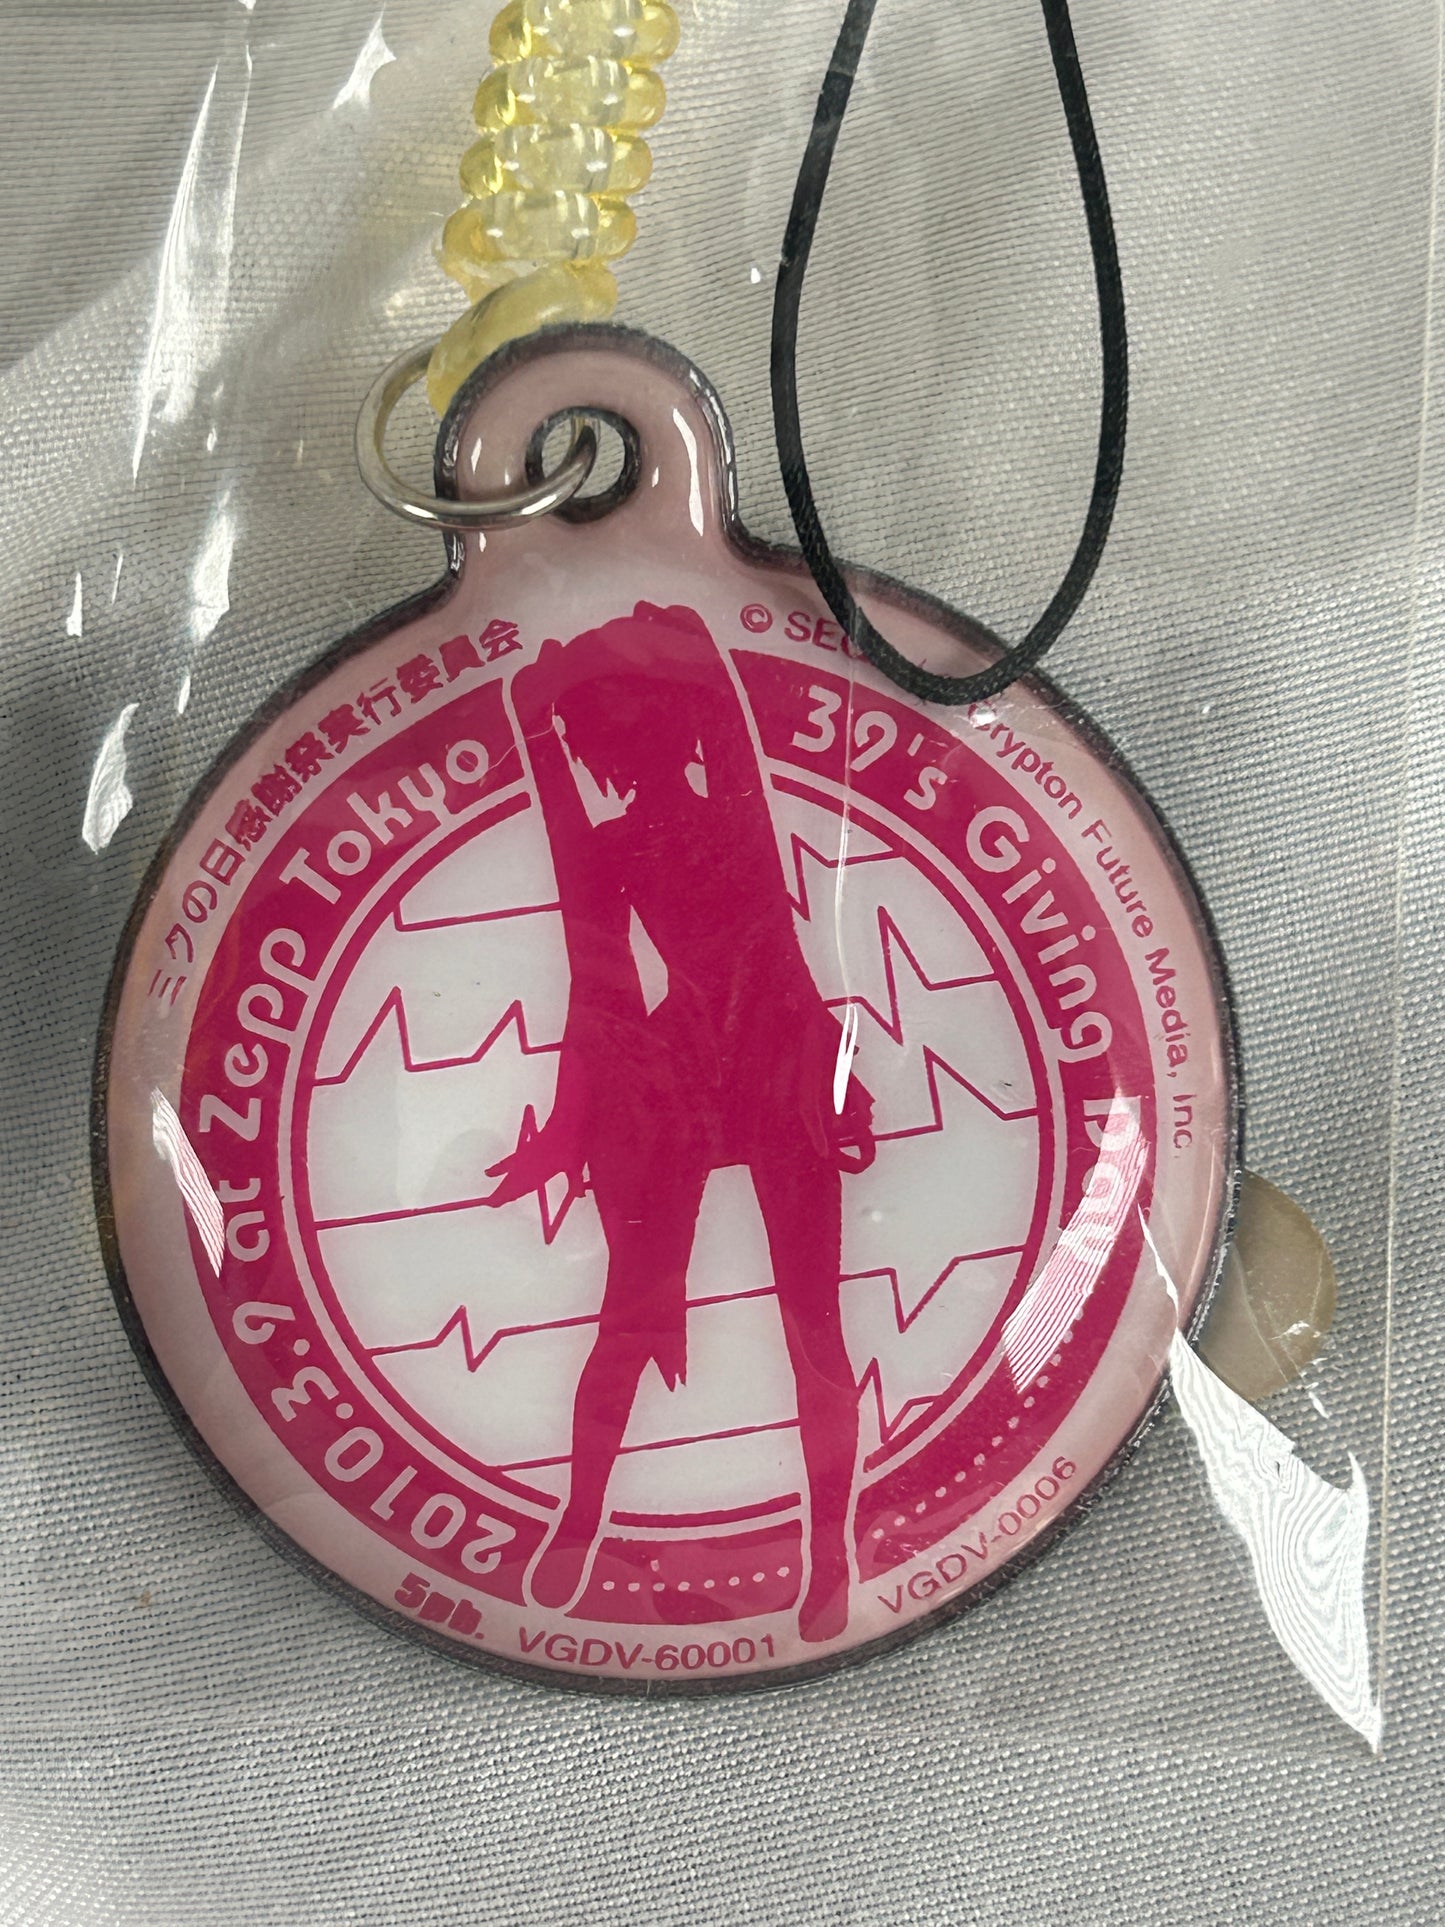 ミクの日感謝祭実行委員会
© SEGA / Crypton Future Media, Inc.
39's Giving Day
2010.3.9 at Zepp Tokyo
5pb.
VGDV-60001
VGDV-0006